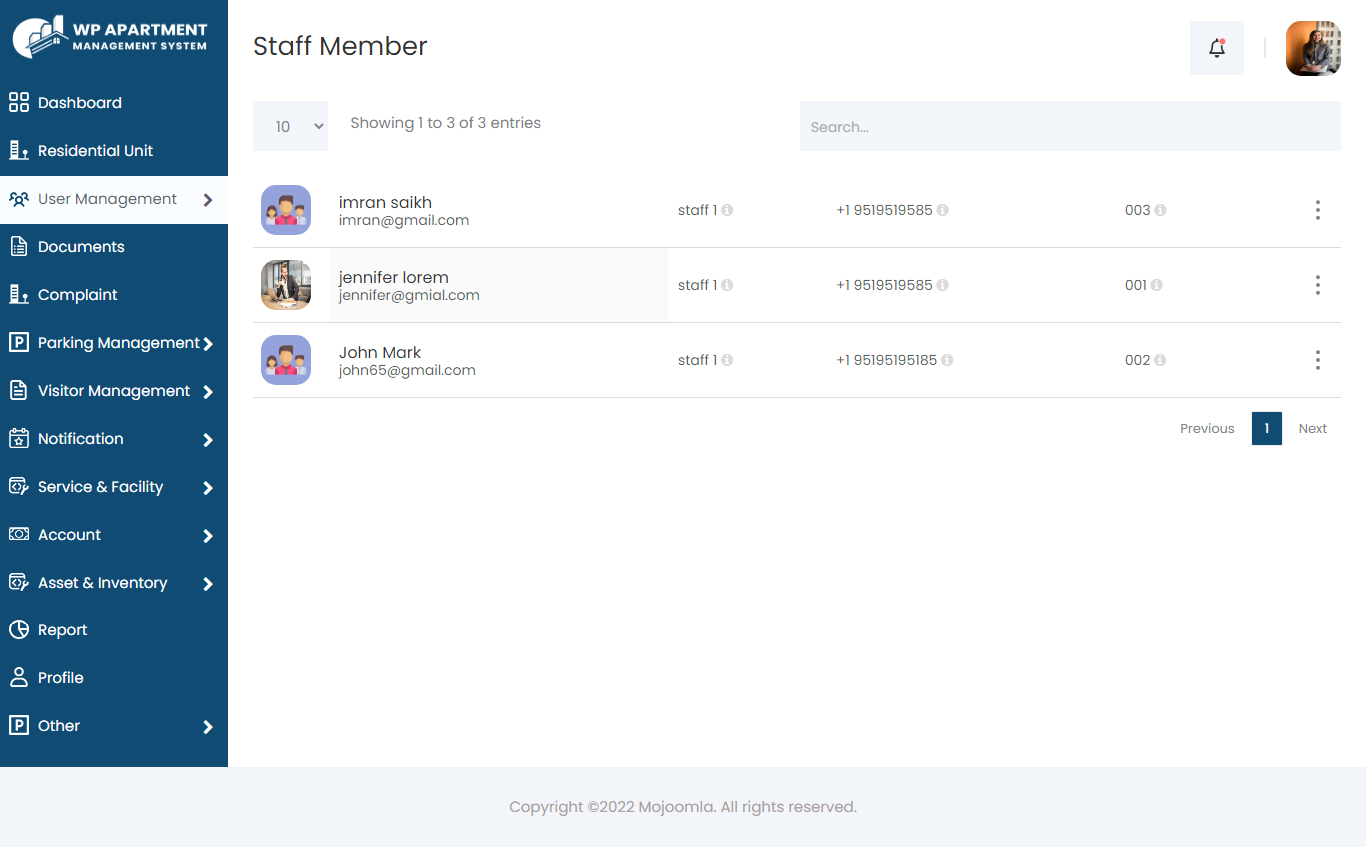 WP APARTMENT
MANAGEMENT SYSTEM
Dashboard
Residential Unit
User Management
Documents
Complaint
Parking Management
Visitor Management
Notification
Service & Facility
Account
Asset & Inventory
Report
Profile
Other
Staff Member
10
Showing 1 to 3 of 3 entries
Search...
imran saikh
imran@gmail.com
staff 1
+1 9519519585
003
jennifer lorem
jennifer@gmial.com
staff 1
+1 9519519585
001
John Mark
john65@gmail.com
staff 1
+1 95195195185
002
Previous
1
Next
Copyright ©2022 Mojoomla. All rights reserved.